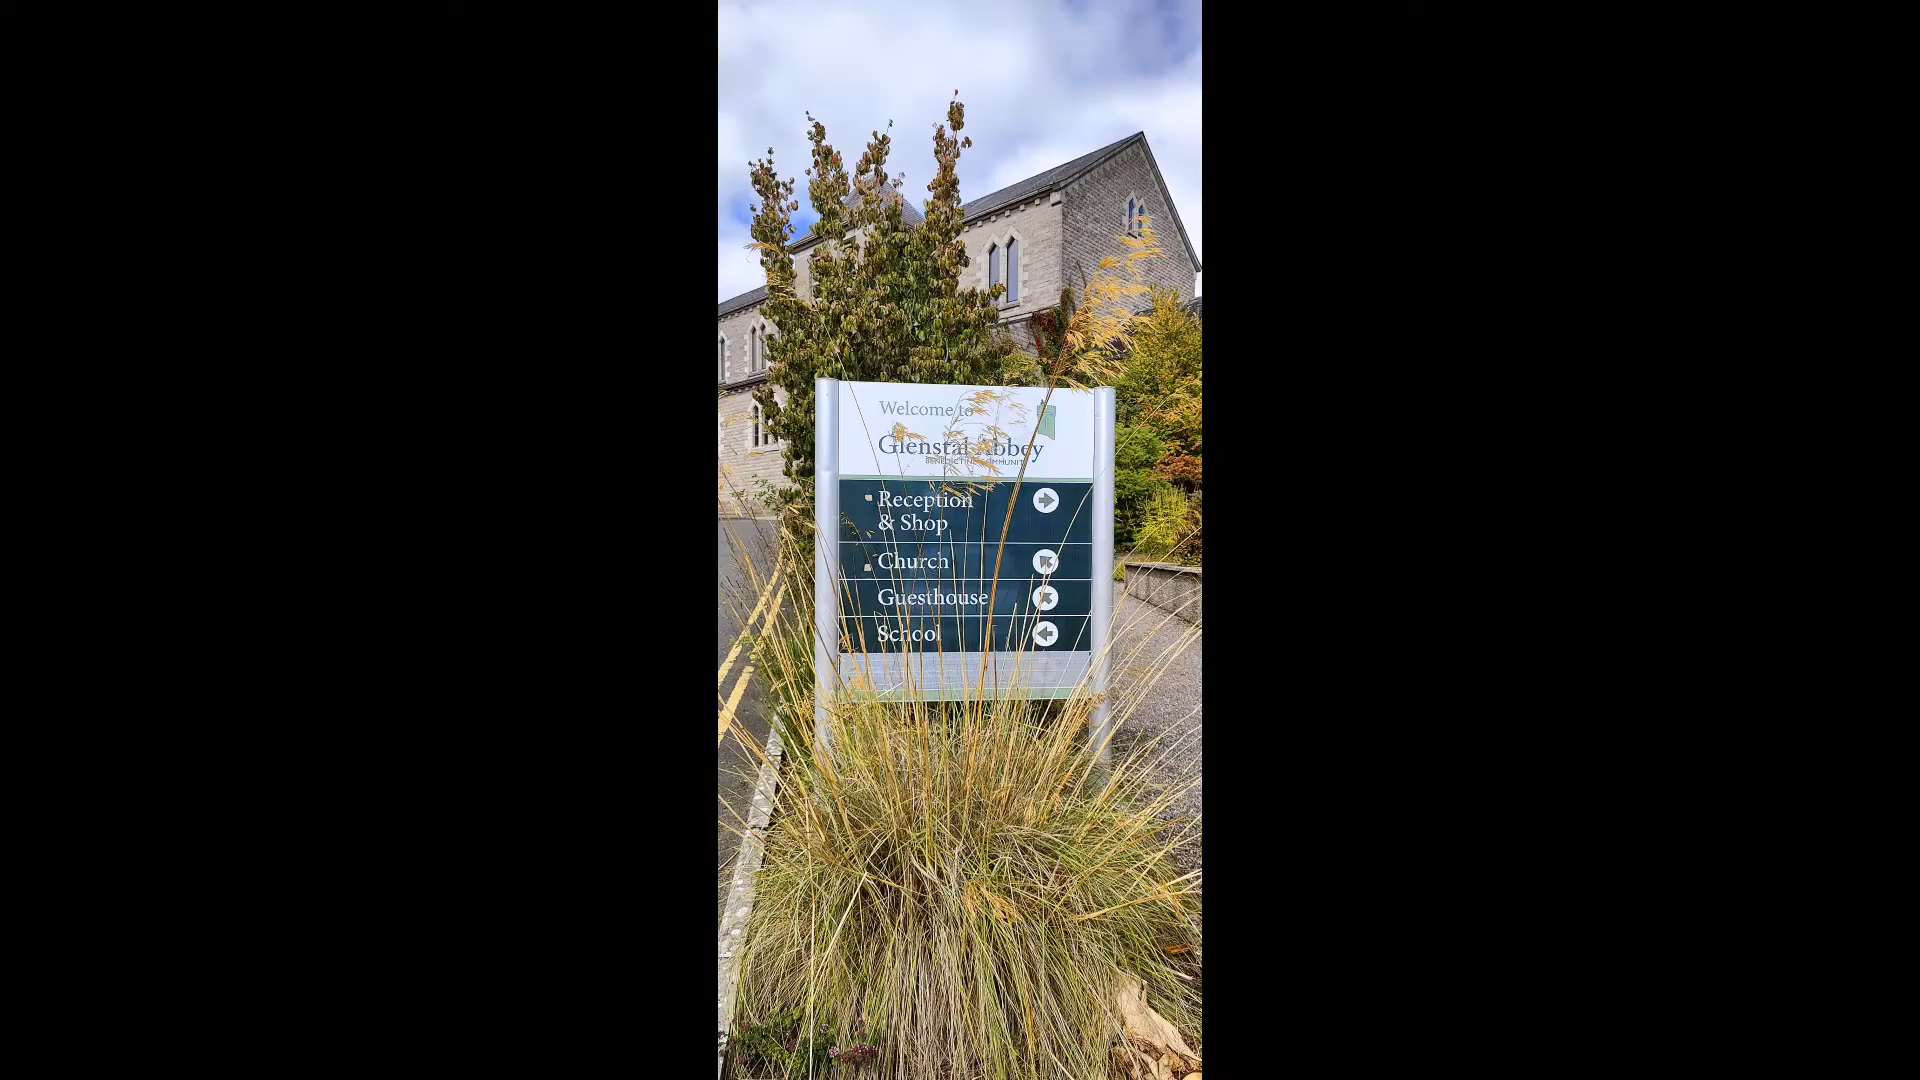 Welcome to
Glenstal Abbey
BENEDICTINE COMMUNITY
Reception
& Shop
Church
Guesthouse
School